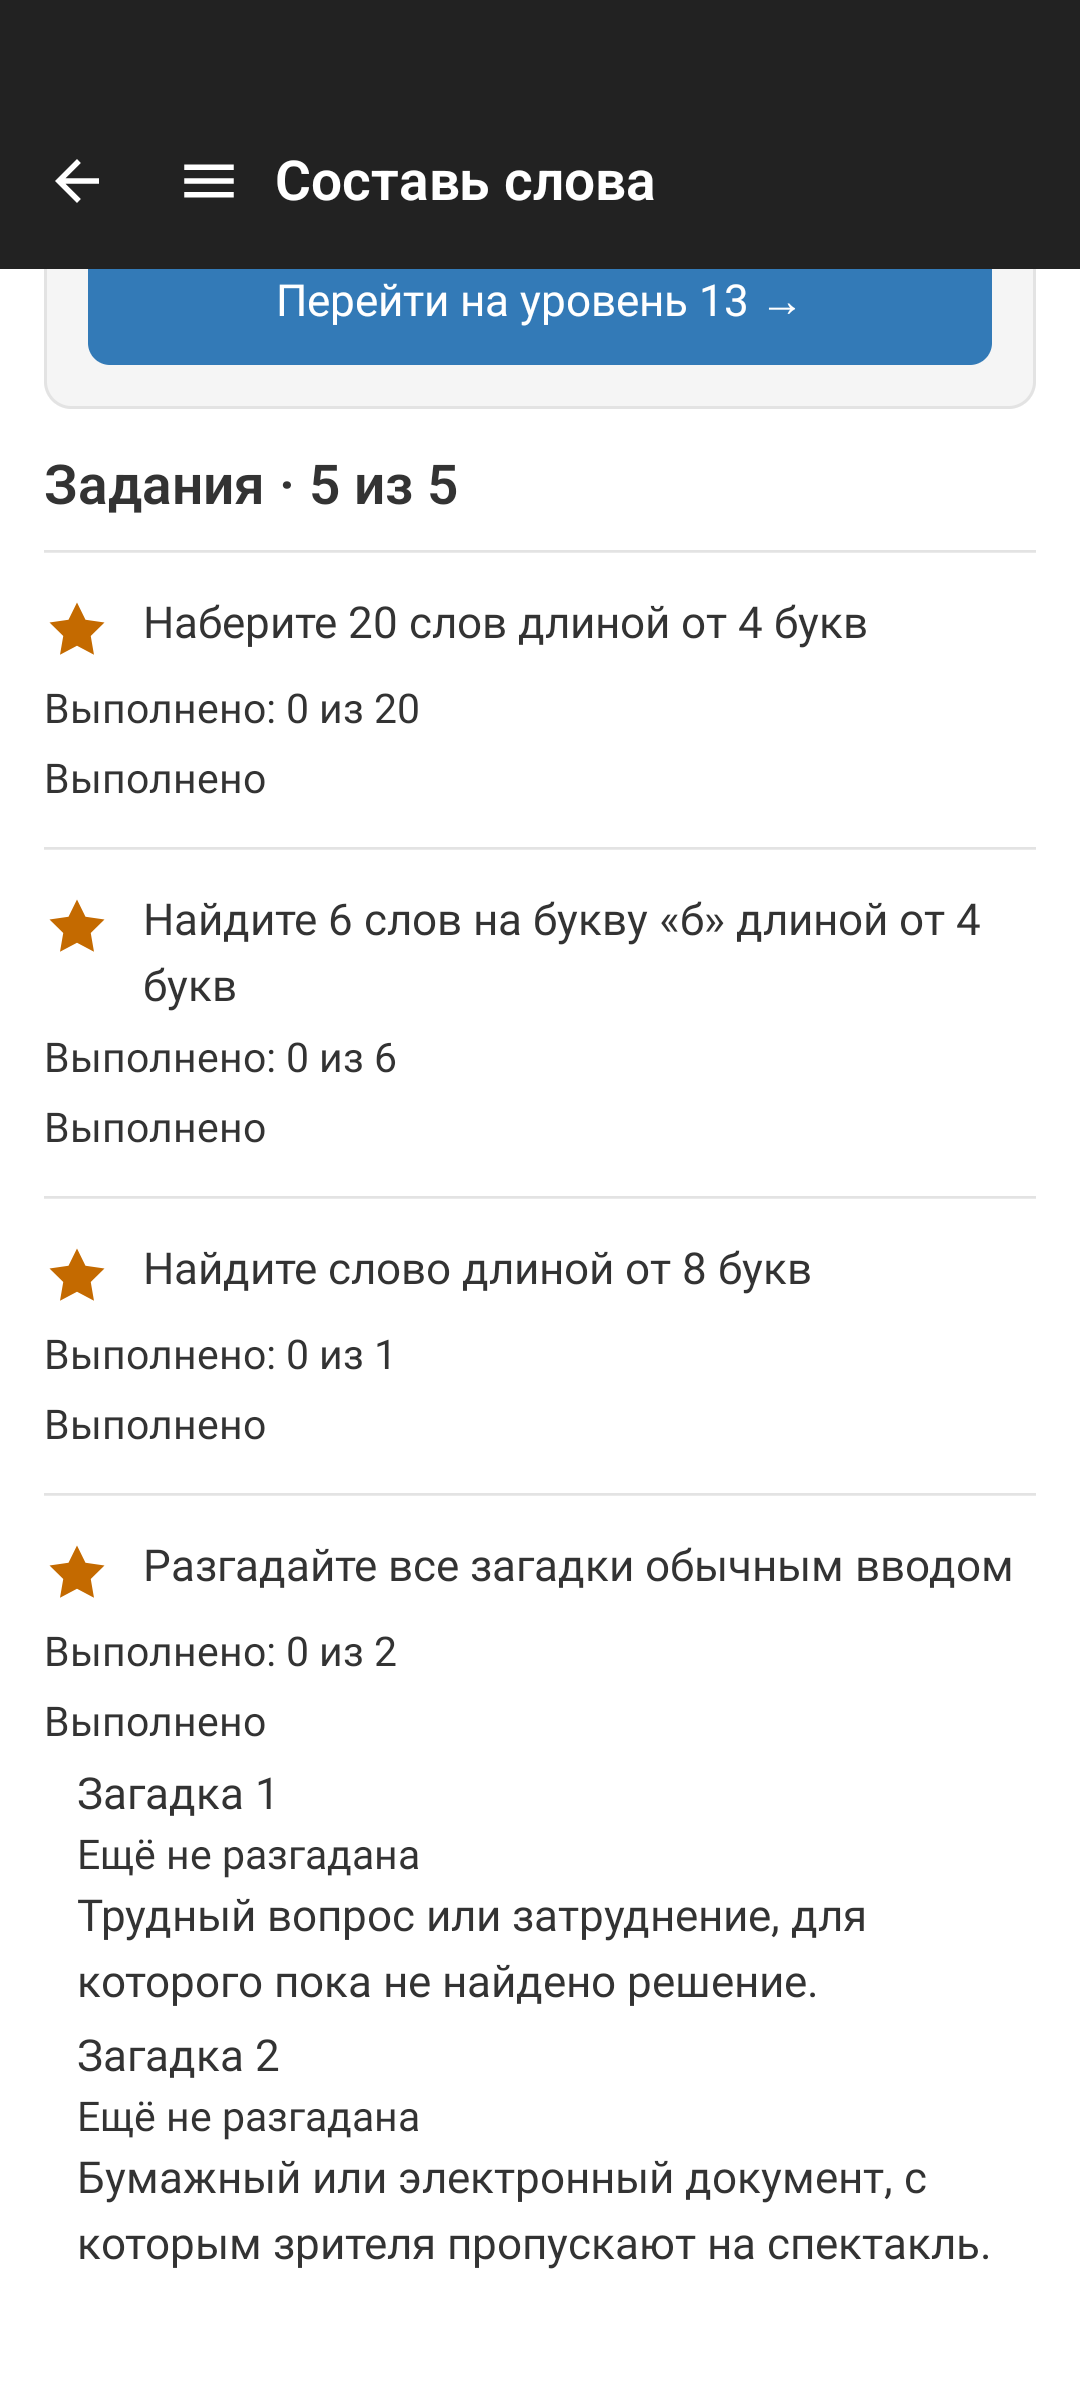 Составь слова
Перейти на уровень 13 →
Задания · 5 из 5
Наберите 20 слов длиной от 4 букв
Выполнено: 0 из 20
Выполнено
Найдите 6 слов на букву «б» длиной от 4
букв
Выполнено: 0 из 6
Выполнено
Найдите слово длиной от 8 букв
Выполнено: 0 из 1
Выполнено
Разгадайте все загадки обычным вводом
Выполнено: 0 из 2
Выполнено
Загадка 1
Ещё не разгадана
Трудный вопрос или затруднение, для
которого пока не найдено решение.
Загадка 2
Ещё не разгадана
Бумажный или электронный документ, с
которым зрителя пропускают на спектакль.